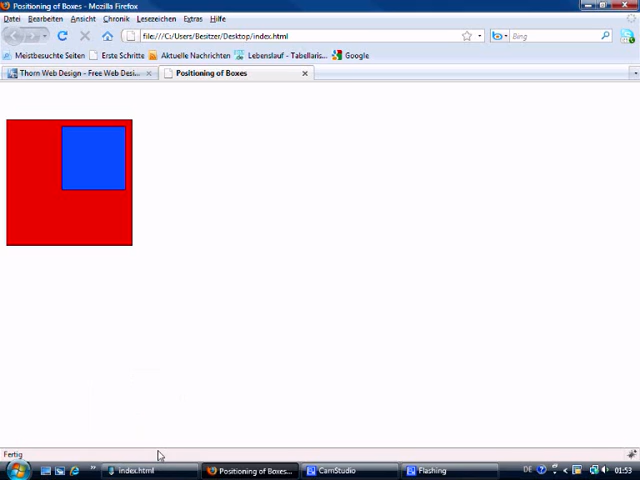 Positioning of Boxes - Mozilla Firefox
Datei Bearbeiten Ansicht Chronik Lesezeichen Extras Hilfe
file:///C:/Users/Besitzer/Desktop/index.html Bing
Meistbesuchte Seiten Erste Schritte Aktuelle Nachrichten Lebenslauf - Tabellaris... Google
Thorn Web Design - Free Web Desi... Positioning of Boxes
Fertig
index.html Positioning of Boxes... CamStudio Flashing DE 01:53